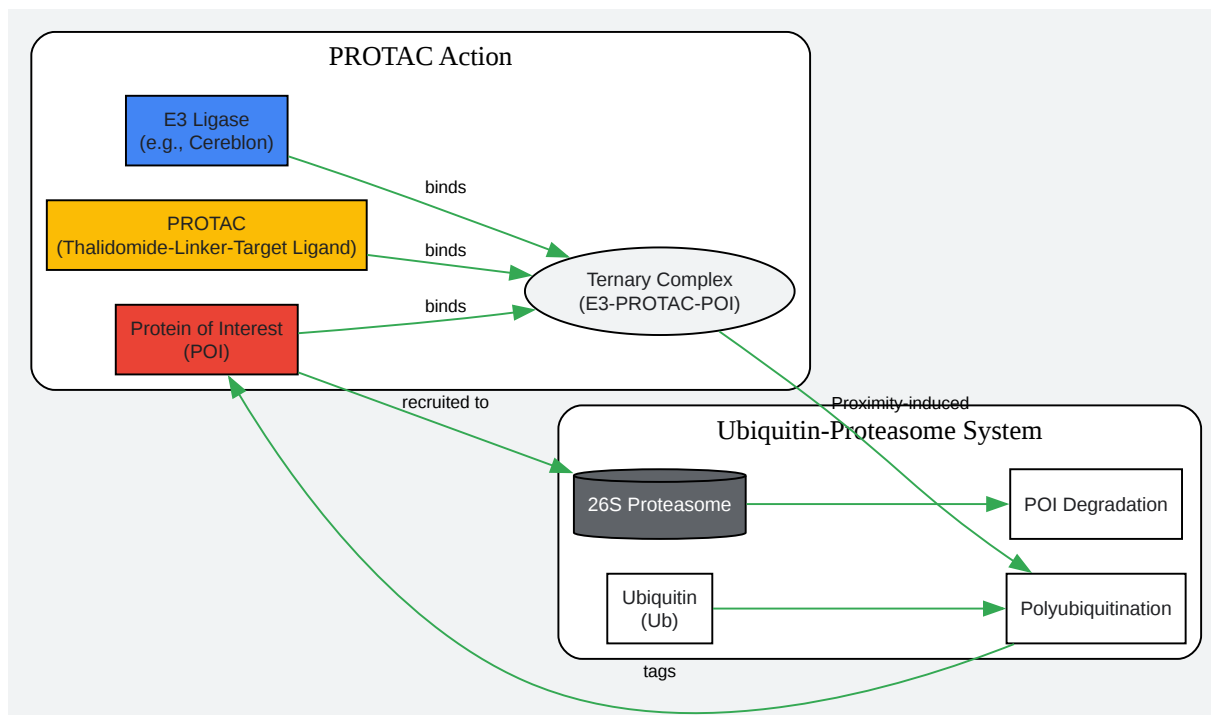 PROTAC Action
E3 Ligase
(e.g., Cereblon)
binds
PROTAC
(Thalidomide-Linker-Target Ligand)
binds
Ternary Complex
(E3-PROTAC-POI)
binds
Protein of Interest
(POI)
recruited to
Proximity-induced
Ubiquitin-Proteasome System
26S Proteasome
POI Degradation
Ubiquitin
(Ub)
Polyubiquitination
tags